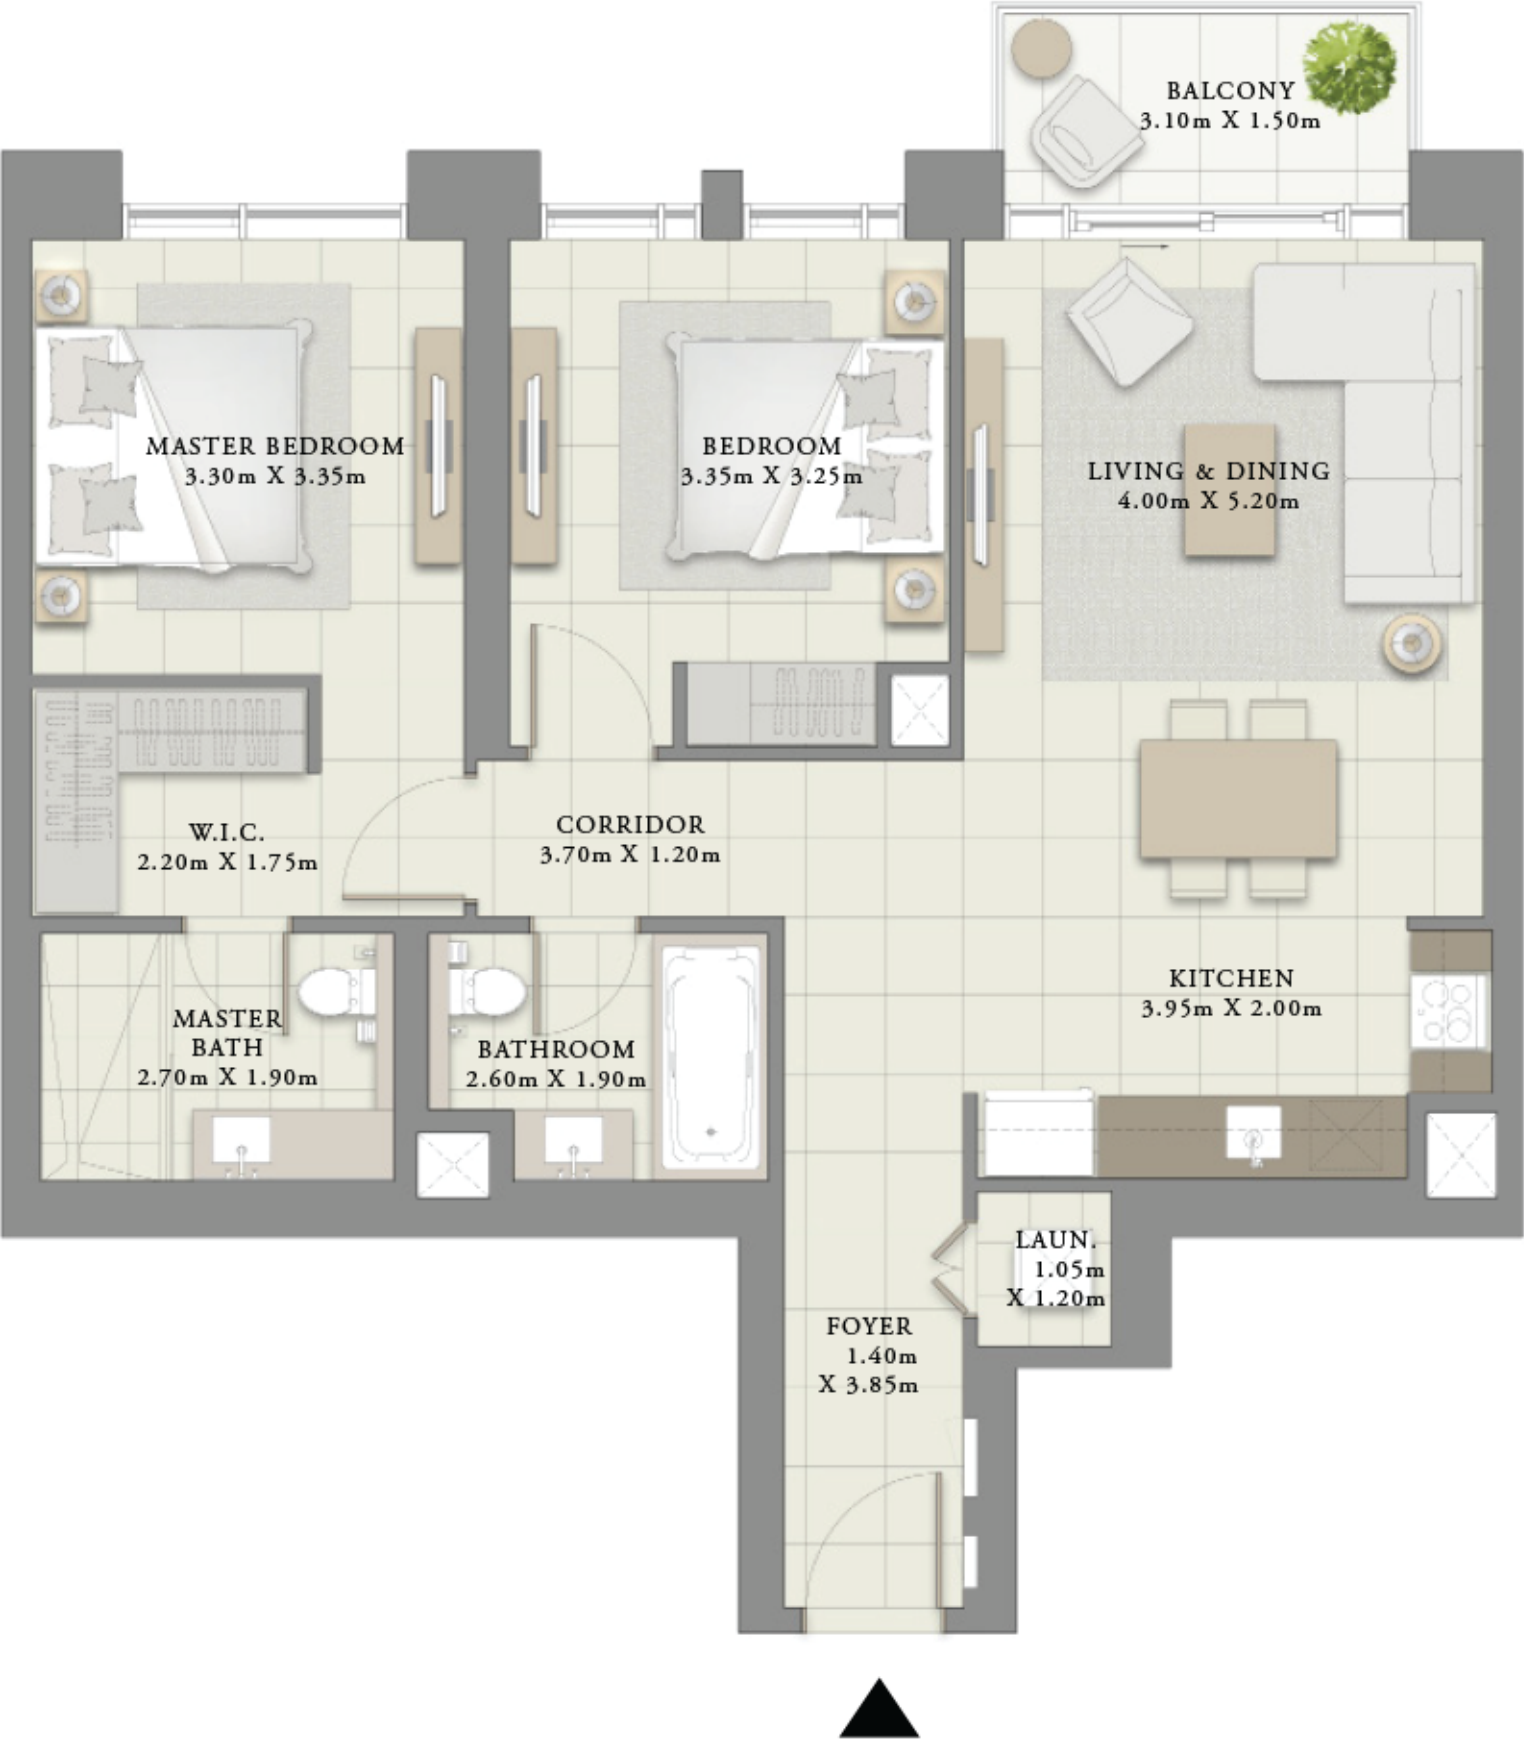 BALCONY
3.10m X 1.50m
MASTER BEDROOM
3.30m X 3.35m
BEDROOM
3.35m X 3.25m
LIVING & DINING
4.00m X 5.20m
W.I.C.
2.20m X 1.75m
CORRIDOR
3.70m X 1.20m
KITCHEN
3.95m X 2.00m
MASTER
BATH
2.70m X 1.90m
BATHROOM
2.60m X 1.90m
LAUN.
1.05m
X 1.20m
FOYER
1.40m
X 3.85m